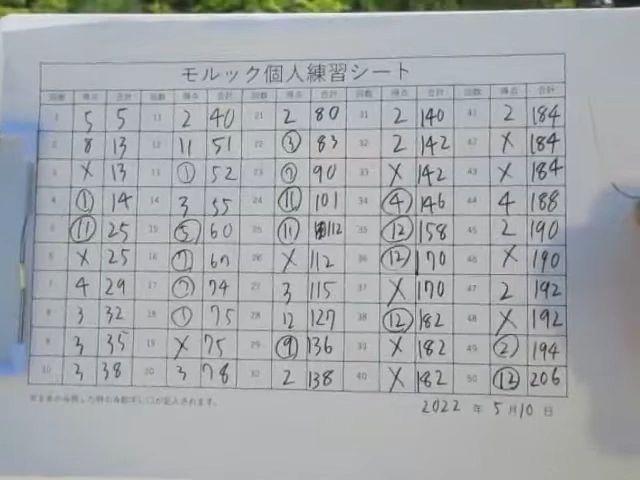 モルック個人練習シート
回数 得点 合計 回数 得点 合計 回数 得点 合計 回数 得点 合計 回数 得点 合計
1 5 5 11 2 40 21 2 80 31 2 140 41 2 184
2 8 13 12 11 51 22 ③ 83 32 2 142 42 X 184
3 X 13 13 ① 52 23 ⑦ 90 33 X 142 43 X 184
4 ① 14 14 3 55 24 ⑪ 101 34 ④ 146 44 4 188
5 ⑪ 25 15 ⑤ 60 25 ⑪ 112 35 ⑫ 158 45 2 190
6 X 25 16 ⑦ 67 26 X 112 36 ⑫ 170 46 X 190
7 4 29 17 ⑦ 74 27 3 115 37 X 170 47 2 192
8 3 32 18 ① 75 28 12 127 38 ⑫ 182 48 X 192
9 3 35 19 X 75 29 ⑨ 136 39 X 182 49 ② 194
10 3 38 20 3 78 30 2 138 40 X 182 50 ⑫ 206
2022 年 5 月 10 日